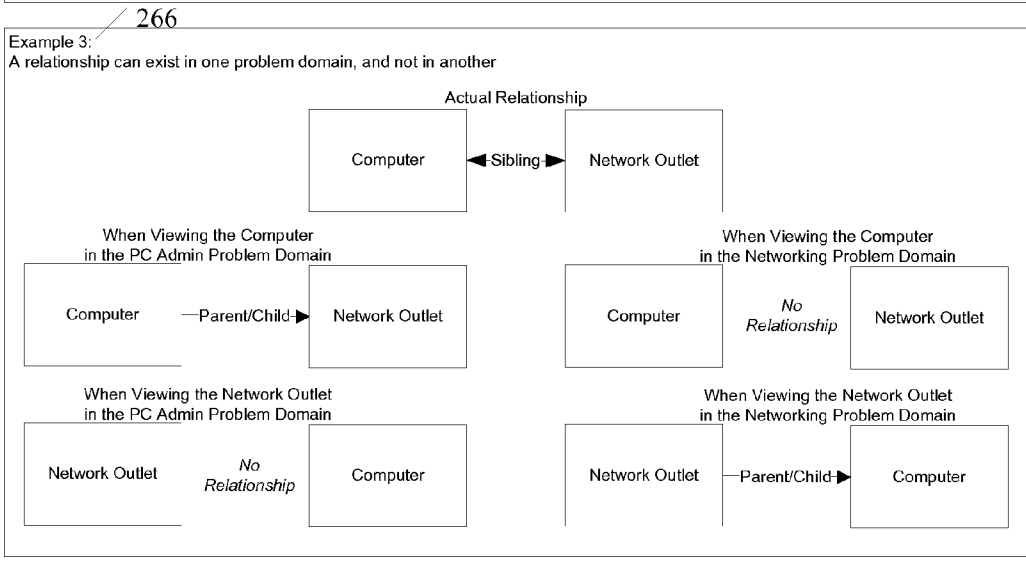 266
Example 3:
A relationship can exist in one problem domain, and not in another
Actual Relationship
Computer
Sibling
Network Outlet
When Viewing the Computer
in the PC Admin Problem Domain
Computer
Parent/Child
Network Outlet
When Viewing the Computer
in the Networking Problem Domain
Computer
No
Relationship
Network Outlet
When Viewing the Network Outlet
in the PC Admin Problem Domain
Network Outlet
No
Relationship
Computer
When Viewing the Network Outlet
in the Networking Problem Domain
Network Outlet
Parent/Child
Computer